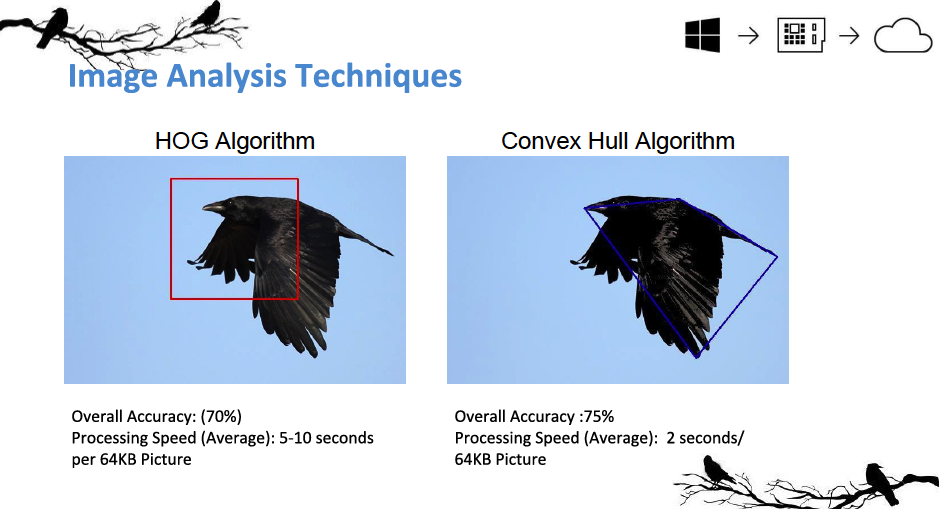 Image Analysis Techniques
HOG Algorithm
Convex Hull Algorithm
Overall Accuracy: (70%)
Processing Speed (Average): 5-10 seconds
per 64KB Picture
Overall Accuracy :75%
Processing Speed (Average):  2 seconds/
64KB Picture